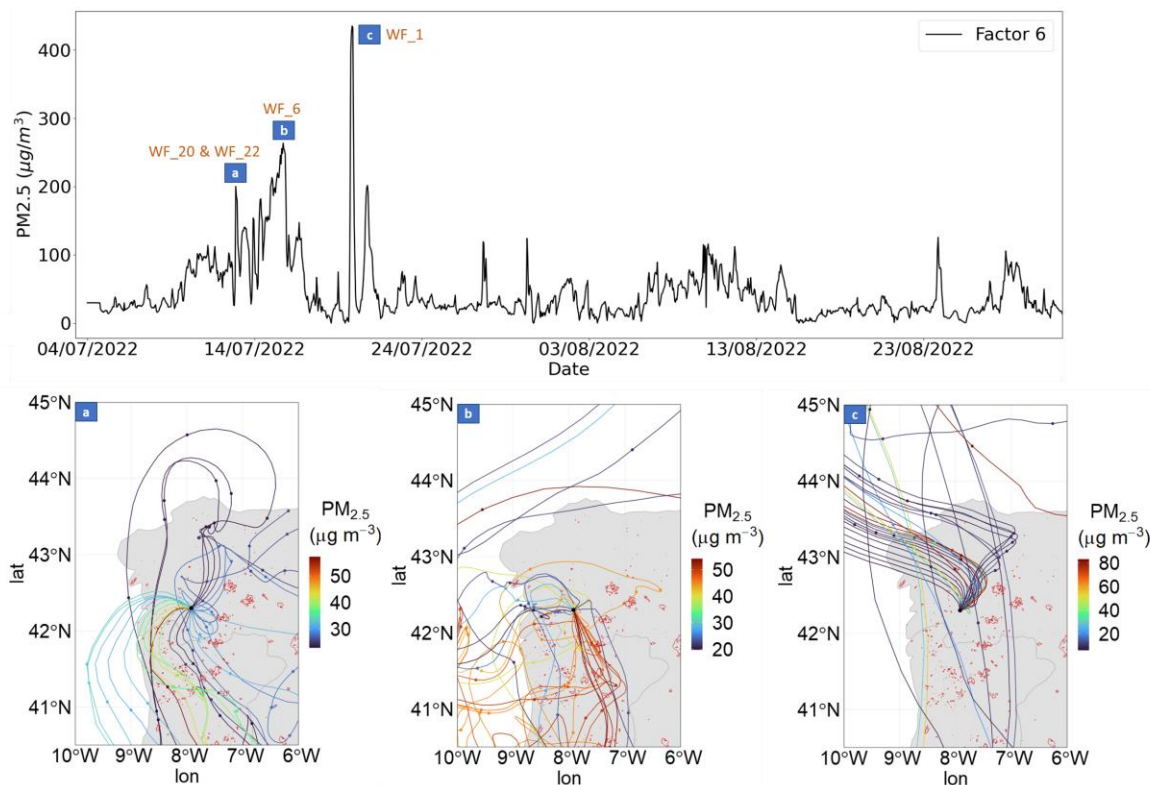 400
300
200
100
0
PM2.5 (µg/m³)
c WF_1
WF_6
b
WF_20 & WF_22
a
Factor 6
04/07/2022 14/07/2022 24/07/2022 03/08/2022 13/08/2022 23/08/2022
Date
a
45°N
44°N
43°N
42°N
41°N
lat
10°W 9°W 8°W 7°W 6°W
lon
PM2.5
(µg m⁻³)
50
40
30
b
45°N
44°N
43°N
42°N
41°N
lat
10°W 9°W 8°W 7°W 6°W
lon
PM2.5
(µg m⁻³)
50
40
30
20
c
45°N
44°N
43°N
42°N
41°N
lat
10°W 9°W 8°W 7°W 6°W
lon
PM2.5
(µg m⁻³)
80
60
40
20